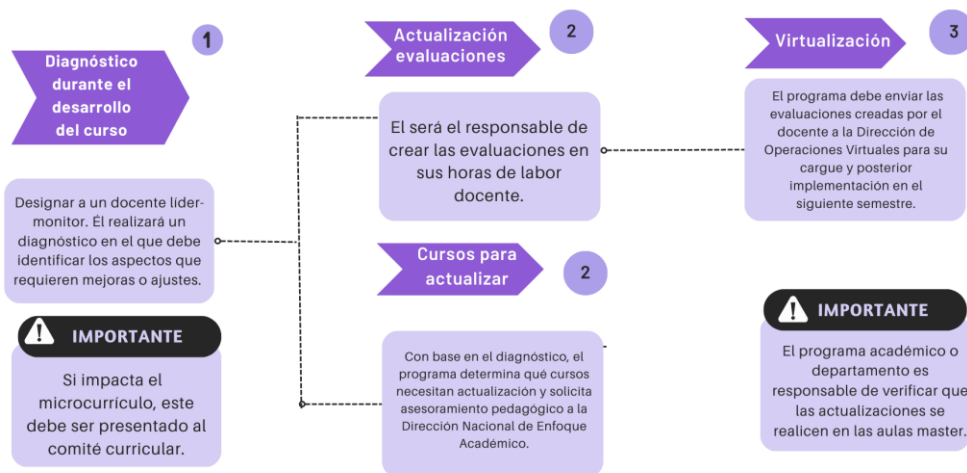 1
Diagnóstico
durante el
desarrollo
del curso
Designar a un docente líder-
monitor. Él realizará un
diagnóstico en el que debe
identificar los aspectos que
requieren mejoras o ajustes.
IMPORTANTE
Si impacta el
microcurrículo, este
debe ser presentado al
comité curricular.
2
Actualización
evaluaciones
El será el responsable de
crear las evaluaciones en
sus horas de labor
docente.
Cursos para
actualizar
2
Con base en el diagnóstico, el
programa determina qué cursos
necesitan actualización y solicita
asesoramiento pedagógico a la
Dirección Nacional de Enfoque
Académico.
3
Virtualización
El programa debe enviar las
evaluaciones creadas por el
docente a la Dirección de
Operaciones Virtuales para su
cargue y posterior
implementación en el
siguiente semestre.
IMPORTANTE
El programa académico o
departamento es
responsable de verificar que
las actualizaciones se
realicen en las aulas master.